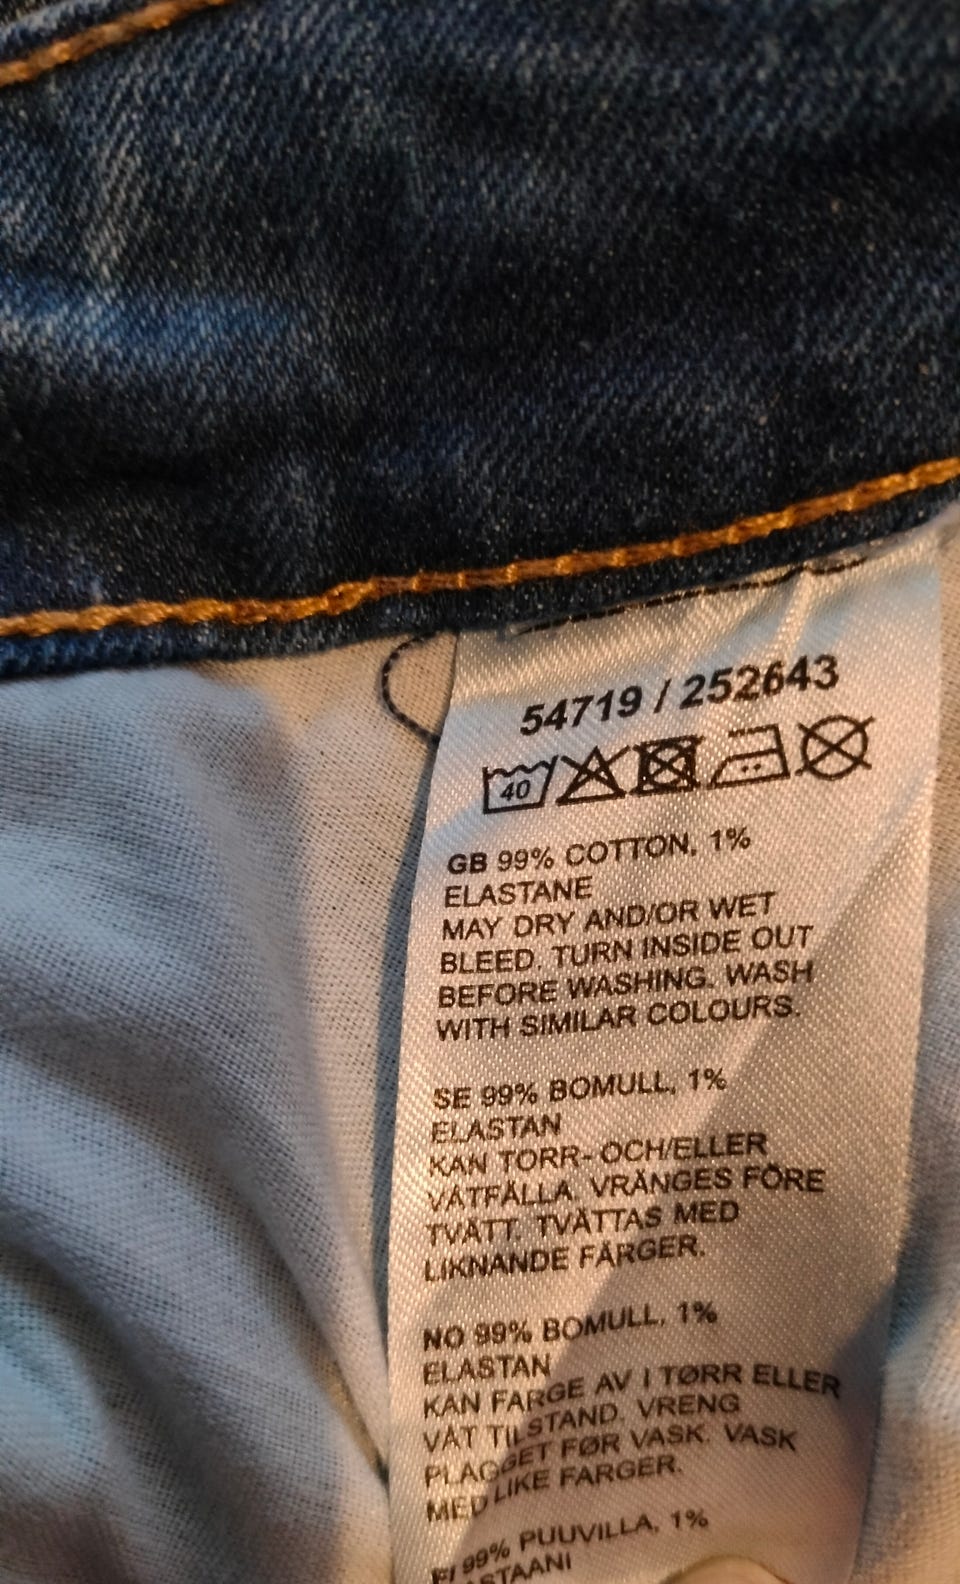 54719 / 252643
40
GB 99% COTTON, 1%
ELASTANE
MAY DRY AND/OR WET
BLEED. TURN INSIDE OUT
BEFORE WASHING. WASH
WITH SIMILAR COLOURS.
SE 99% BOMULL, 1%
ELASTAN
KAN TORR- OCH/ELLER
VÅTFÄLLA. VRÄNGES FÖRE
TVÄTT. TVÄTTAS MED
LIKNANDE FÄRGER.
NO 99% BOMULL, 1%
ELASTAN
KAN FARGE AV I TØRR ELLER
VÅT TILSTAND. VRENG
PLAGGET FØR VASK. VASK
MED LIKE FARGER.
FI 99% PUUVILLA, 1%